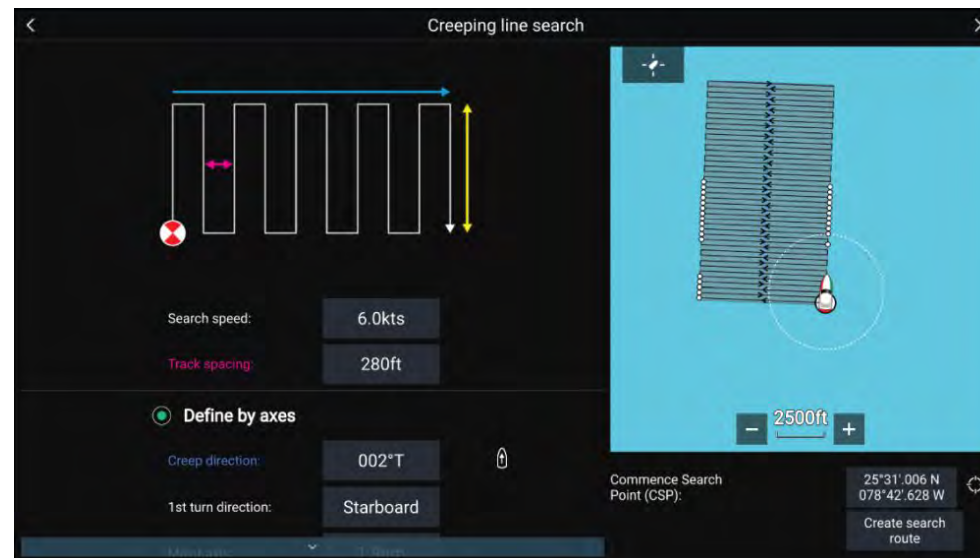 Creeping line search
Search speed:
6.0kts
Track spacing:
280ft
Define by axes
Creep direction:
002°T
1st turn direction:
Starboard
2500ft
Commence Search
Point (CSP):
25°31'.006 N
078°42'.628 W
Create search
route